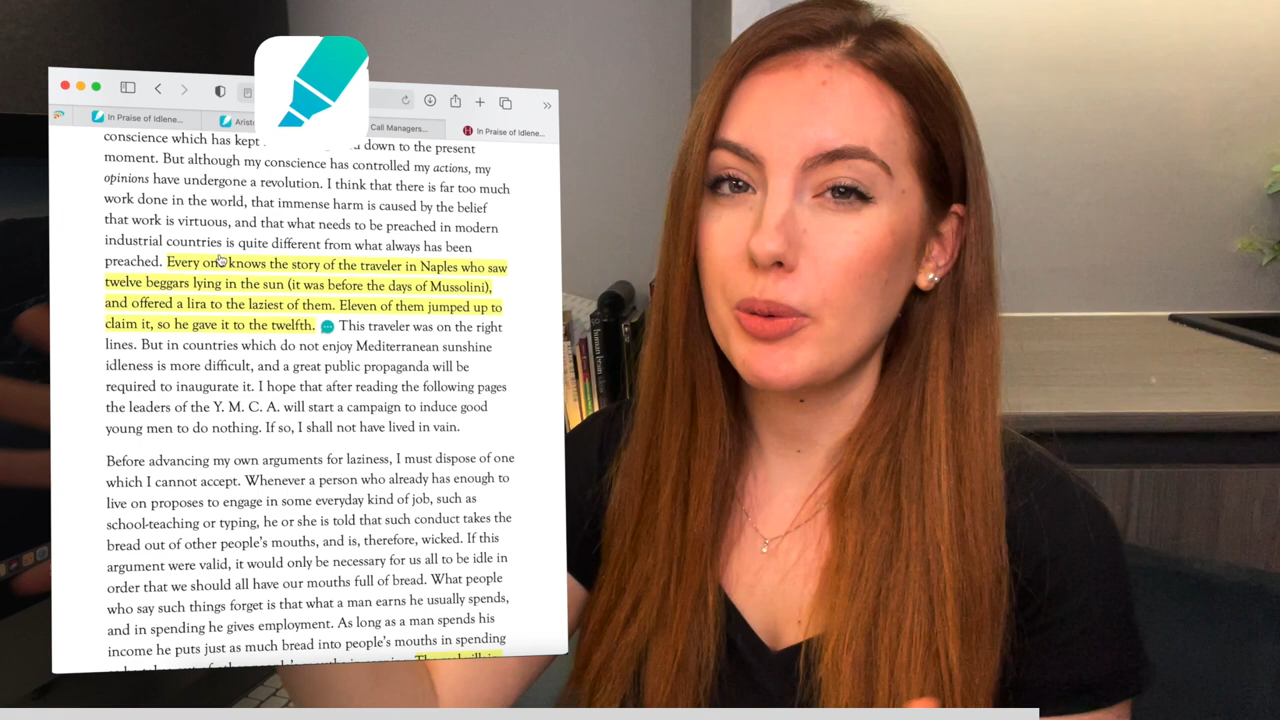 In Praise of Idlene...
Arist
Call Managers...
In Praise of Idlene...
conscience which has kept
down to the present
moment. But although my conscience has controlled my actions, my
opinions have undergone a revolution. I think that there is far too much
work done in the world, that immense harm is caused by the belief
that work is virtuous, and that what needs to be preached in modern
industrial countries is quite different from what always has been
preached. Every one knows the story of the traveler in Naples who saw
twelve beggars lying in the sun (it was before the days of Mussolini),
and offered a lira to the laziest of them. Eleven of them jumped up to
claim it, so he gave it to the twelfth. This traveler was on the right
lines. But in countries which do not enjoy Mediterranean sunshine
idleness is more difficult, and a great public propaganda will be
required to inaugurate it. I hope that after reading the following pages
the leaders of the Y. M. C. A. will start a campaign to induce good
young men to do nothing. If so, I shall not have lived in vain.
Before advancing my own arguments for laziness, I must dispose of one
which I cannot accept. Whenever a person who already has enough to
live on proposes to engage in some everyday kind of job, such as
school-teaching or typing, he or she is told that such conduct takes the
bread out of other people's mouths, and is, therefore, wicked. If this
argument were valid, it would only be necessary for us all to be idle in
order that we should all have our mouths full of bread. What people
who say such things forget is that what a man earns he usually spends,
and in spending he gives employment. As long as a man spends his
income he puts just as much bread into people's mouths in spending
human brain